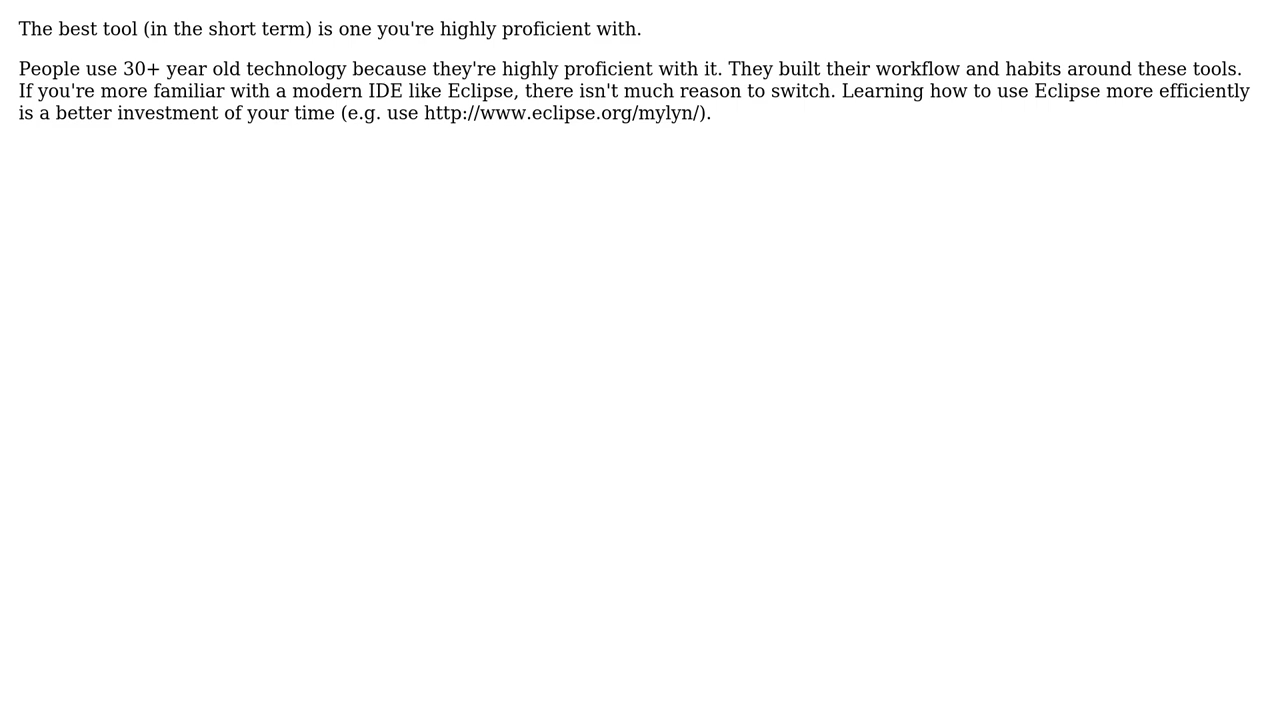 The best tool (in the short term) is one you're highly proficient with.
People use 30+ year old technology because they're highly proficient with it. They built their workflow and habits around these tools.
If you're more familiar with a modern IDE like Eclipse, there isn't much reason to switch. Learning how to use Eclipse more efficiently
is a better investment of your time (e.g. use http://www.eclipse.org/mylyn/).